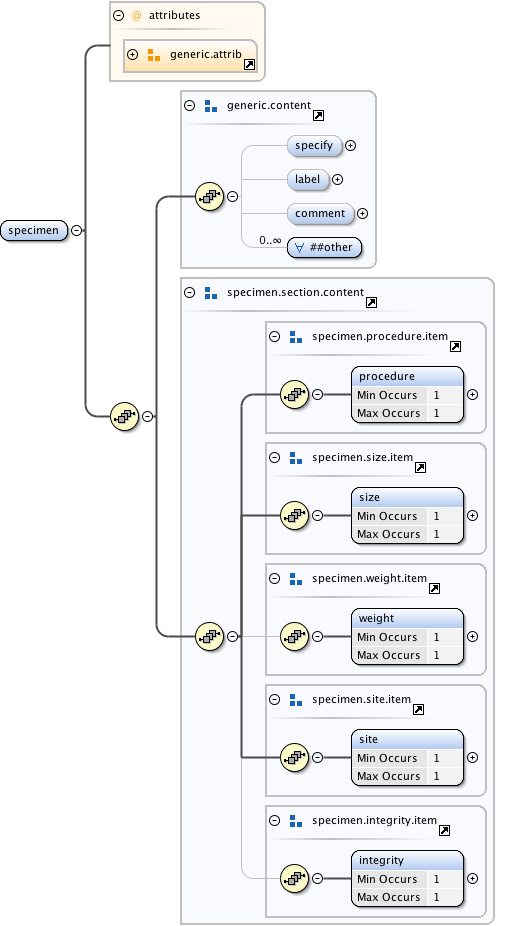 @ attributes
generic.attrib
generic.content
specify
label
comment
0..∞
∀ ##other
specimen
specimen.section.content
specimen.procedure.item
procedure
Min Occurs 1
Max Occurs 1
specimen.size.item
size
Min Occurs 1
Max Occurs 1
specimen.weight.item
weight
Min Occurs 1
Max Occurs 1
specimen.site.item
site
Min Occurs 1
Max Occurs 1
specimen.integrity.item
integrity
Min Occurs 1
Max Occurs 1